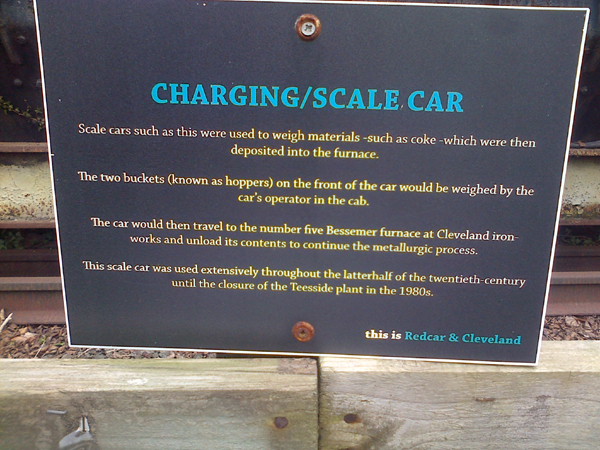 CHARGING/SCALE CAR
Scale cars such as this were used to weigh materials -such as coke -which were then
deposited into the furnace.
The two buckets (known as hoppers) on the front of the car would be weighed by the
car's operator in the cab.
The car would then travel to the number five Bessemer furnace at Cleveland iron-
works and unload its contents to continue the metallurgic process.
This scale car was used extensively throughout the latterhalf of the twentieth-century
until the closure of the Teesside plant in the 1980s.
this is Redcar & Cleveland